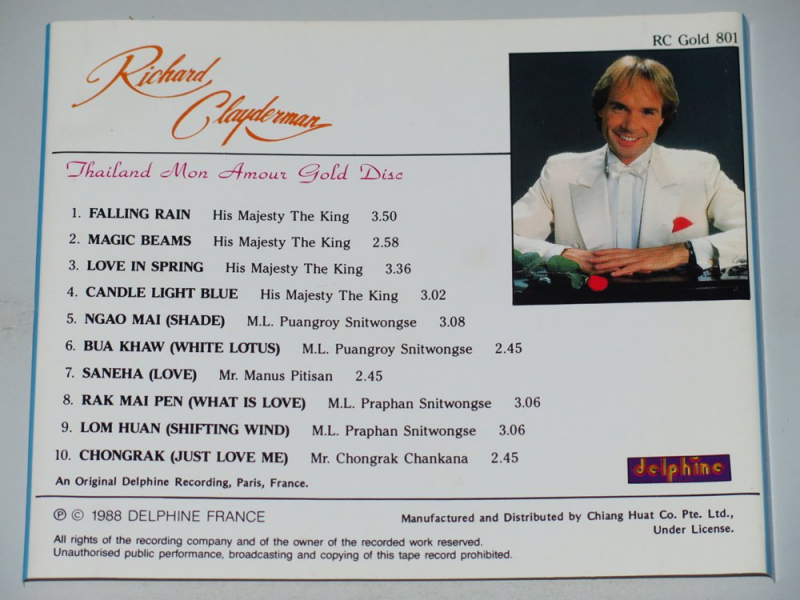 RC Gold 801
Richard
Clayderman
Thailand Mon Amour Gold Disc
1. FALLING RAIN His Majesty The King 3.50
2. MAGIC BEAMS His Majesty The King 2.58
3. LOVE IN SPRING His Majesty The King 3.36
4. CANDLE LIGHT BLUE His Majesty The King 3.02
5. NGAO MAI (SHADE) M.L. Puangroy Snitwongse 3.08
6. BUA KHAW (WHITE LOTUS) M.L. Puangroy Snitwongse 2.45
7. SANEHA (LOVE) Mr. Manus Pitisan 2.45
8. RAK MAI PEN (WHAT IS LOVE) M.L. Praphan Snitwongse 3.06
9. LOM HUAN (SHIFTING WIND) M.L. Praphan Snitwongse 3.06
10. CHONGRAK (JUST LOVE ME) Mr. Chongrak Chankana 2.45
delphine
An Original Delphine Recording, Paris, France.
℗ © 1988 DELPHINE FRANCE
Manufactured and Distributed by Chiang Huat Co. Pte. Ltd.,
Under License.
All rights of the recording company and of the owner of the recorded work reserved.
Unauthorised public performance, broadcasting and copying of this tape record prohibited.